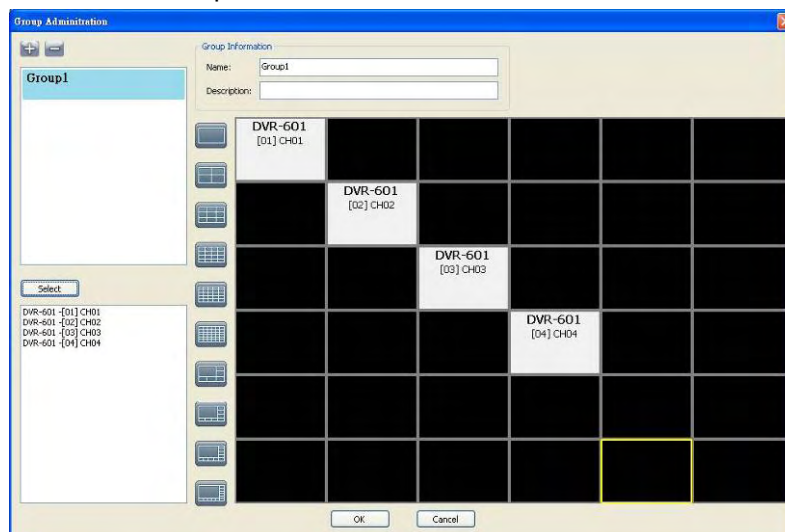 Group Adminitration
Group Information
Name: Group1
Description:
Group1
DVR-601
[01] CH01
DVR-601
[02] CH02
DVR-601
[03] CH03
DVR-601
[04] CH04
Select
DVR-601 -[01] CH01
DVR-601 -[02] CH02
DVR-601 -[03] CH03
DVR-601 -[04] CH04
OK Cancel